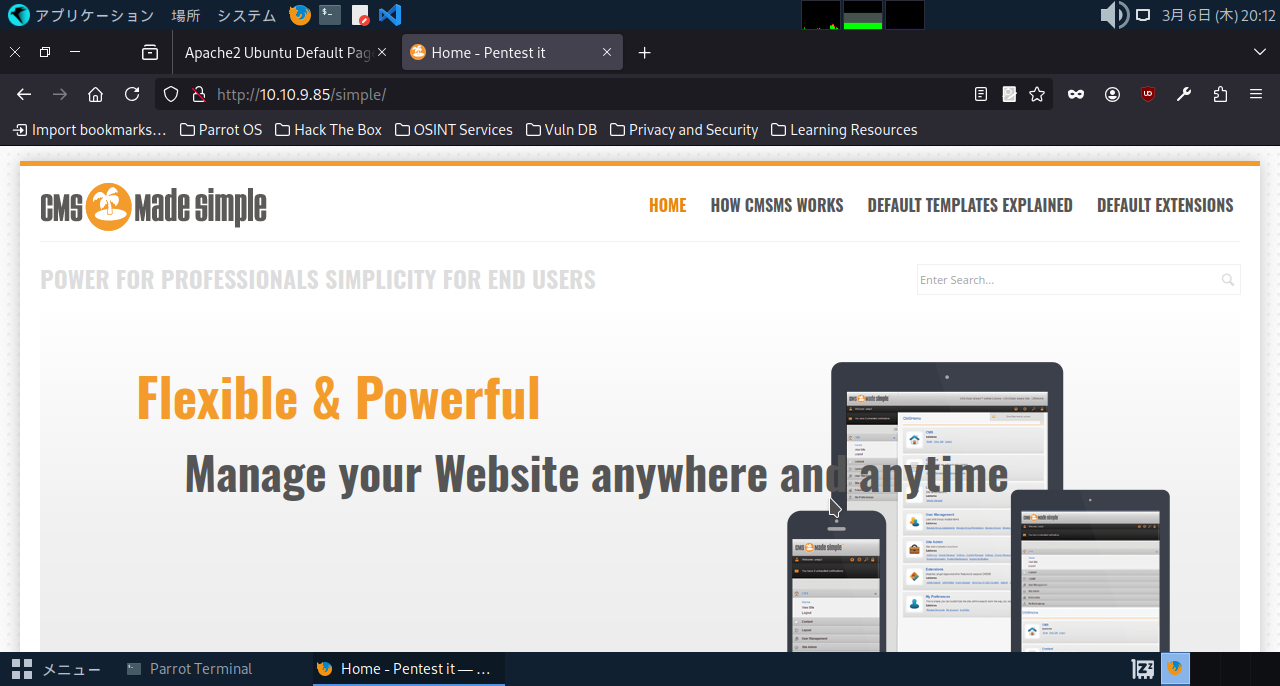 アプリケーション 場所 システム 3月 6日 (木) 20:12
Apache2 Ubuntu Default Pag Home - Pentest it
http://10.10.9.85/simple/
Import bookmarks… Parrot OS Hack The Box OSINT Services Vuln DB Privacy and Security Learning Resources
CMS made simple HOME HOW CMSMS WORKS DEFAULT TEMPLATES EXPLAINED DEFAULT EXTENSIONS
POWER FOR PROFESSIONALS SIMPLICITY FOR END USERS Enter Search...
Flexible & Powerful
Manage your Website anywhere and anytime
メニュー Parrot Terminal Home - Pentest it — …